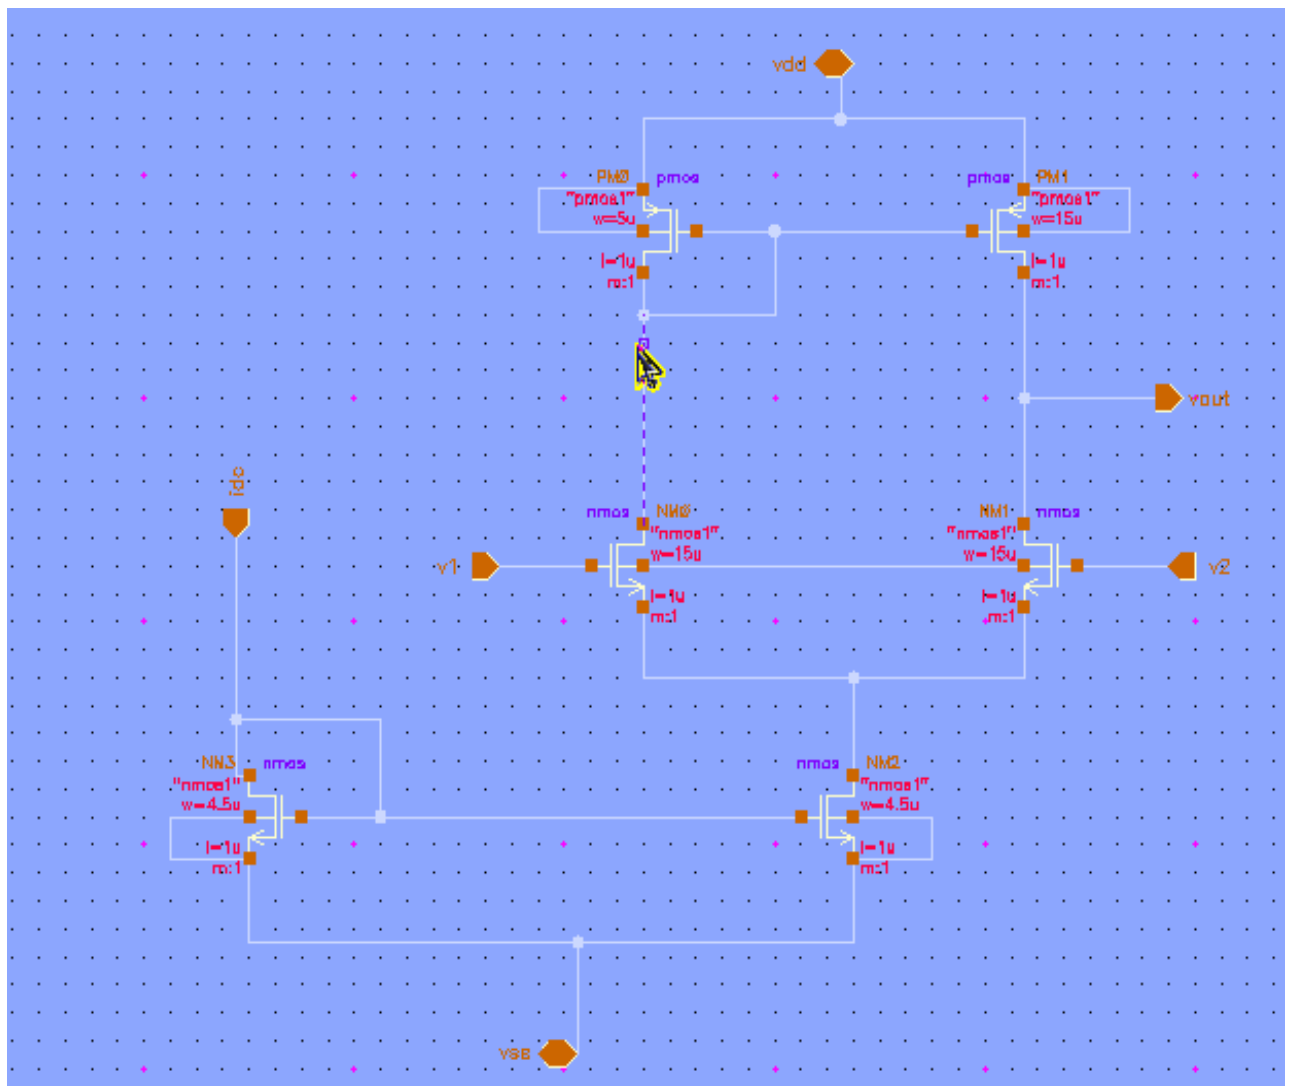 vdd
PM0 pmos
"pmos1"
w=5u
l=1u
m:1
pmos PM1
"pmos1"
w=15u
l=1u
m:1
vout
idc
nmos NM0
"nmos1"
w=15u
l=1u
m:1
NM1 nmos
"nmos1"
w=15u
l=1u
m:1
v1
v2
NM3 nmos
"nmos1"
w=4.5u
l=1u
m:1
nmos NM2
"nmos1"
w=4.5u
l=1u
m:1
vss